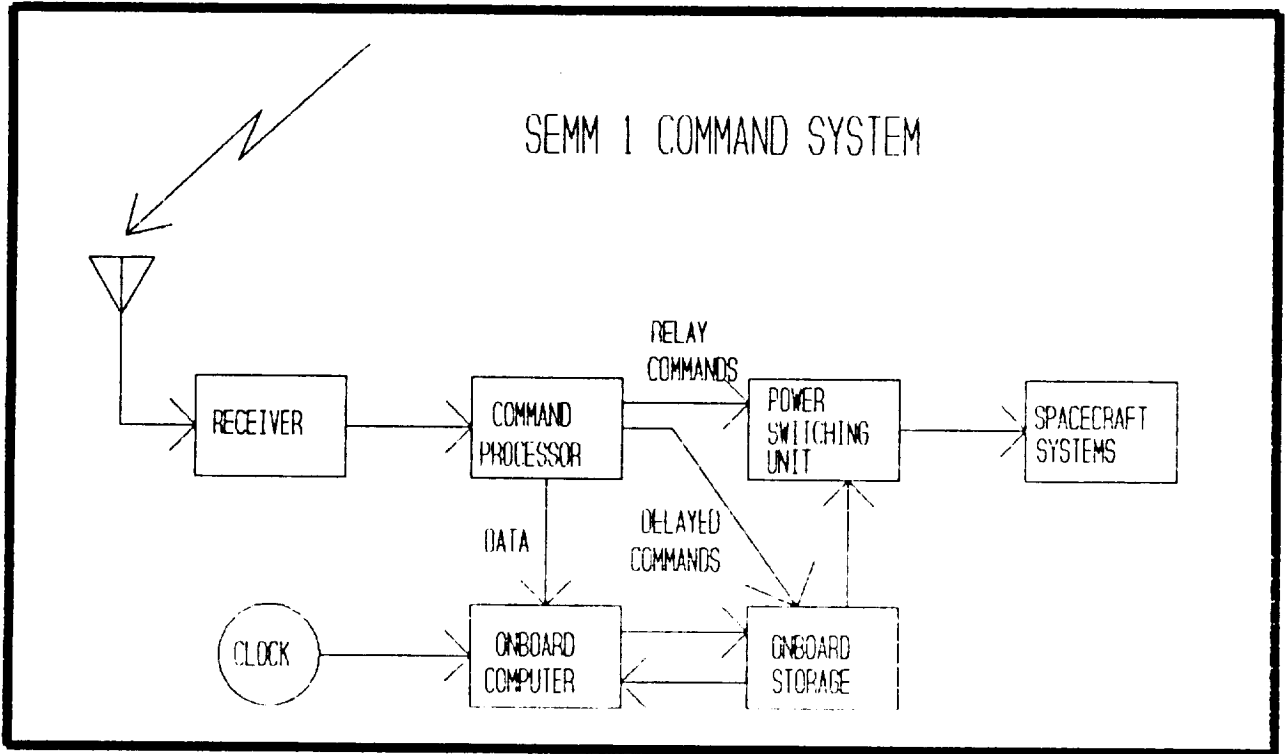 SEMM 1 COMMAND SYSTEM
RELAY
COMMANDS
RECEIVER
COMMAND
PROCESSOR
POWER
SWITCHING
UNIT
SPACECRAFT
SYSTEMS
DATA
DELAYED
COMMANDS
CLOCK
ONBOARD
COMPUTER
ONBOARD
STORAGE